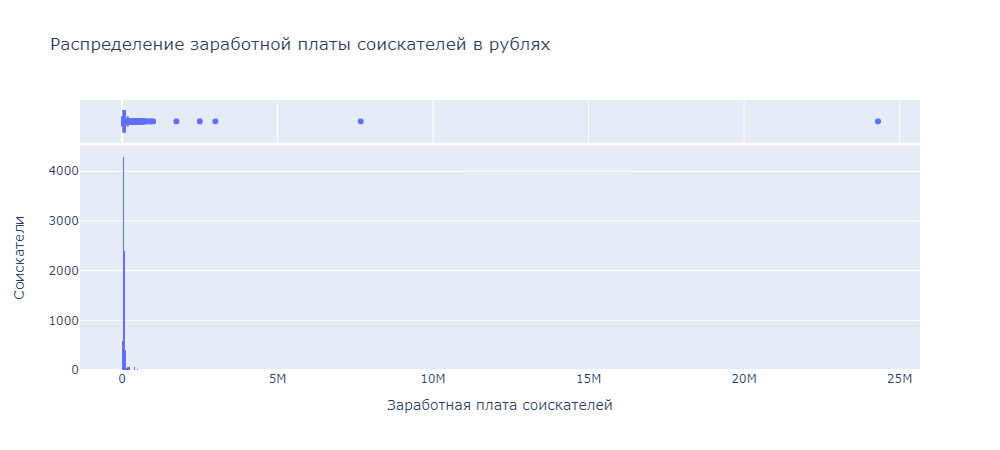 Распределение заработной платы соискателей в рублях
4000
3000
2000
1000
0
Соискатели
0 5M 10M 15M 20M 25M
Заработная плата соискателей